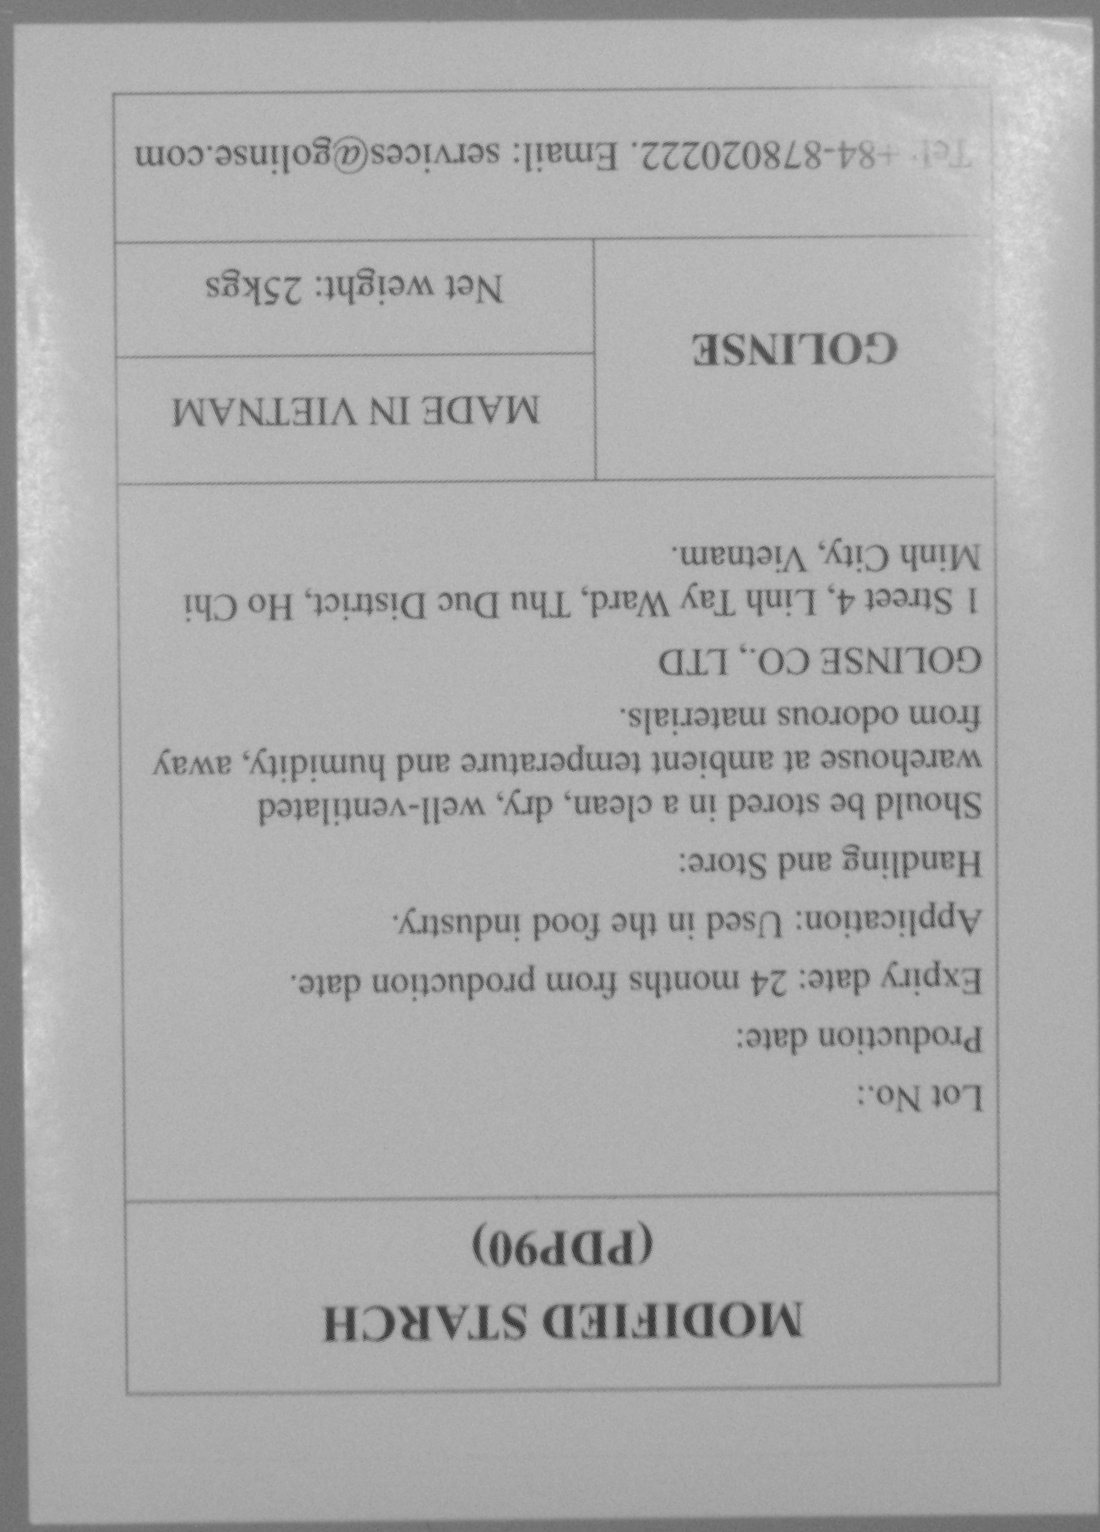 MODIFIED STARCH
(PDP90)
Lot No.:
Production date:
Expiry date: 24 months from production date.
Application: Used in the food industry.
Handling and Store:
Should be stored in a clean, dry, well-ventilated
warehouse at ambient temperature and humidity, away
from odorous materials.
GOLINSE CO., LTD
1 Street 4, Linh Tay Ward, Thu Duc District, Ho Chi
Minh City, Vietnam.
GOLINSE
MADE IN VIETNAM
Net weight: 25kgs
Tel: +84-878020222. Email: services@golinse.com